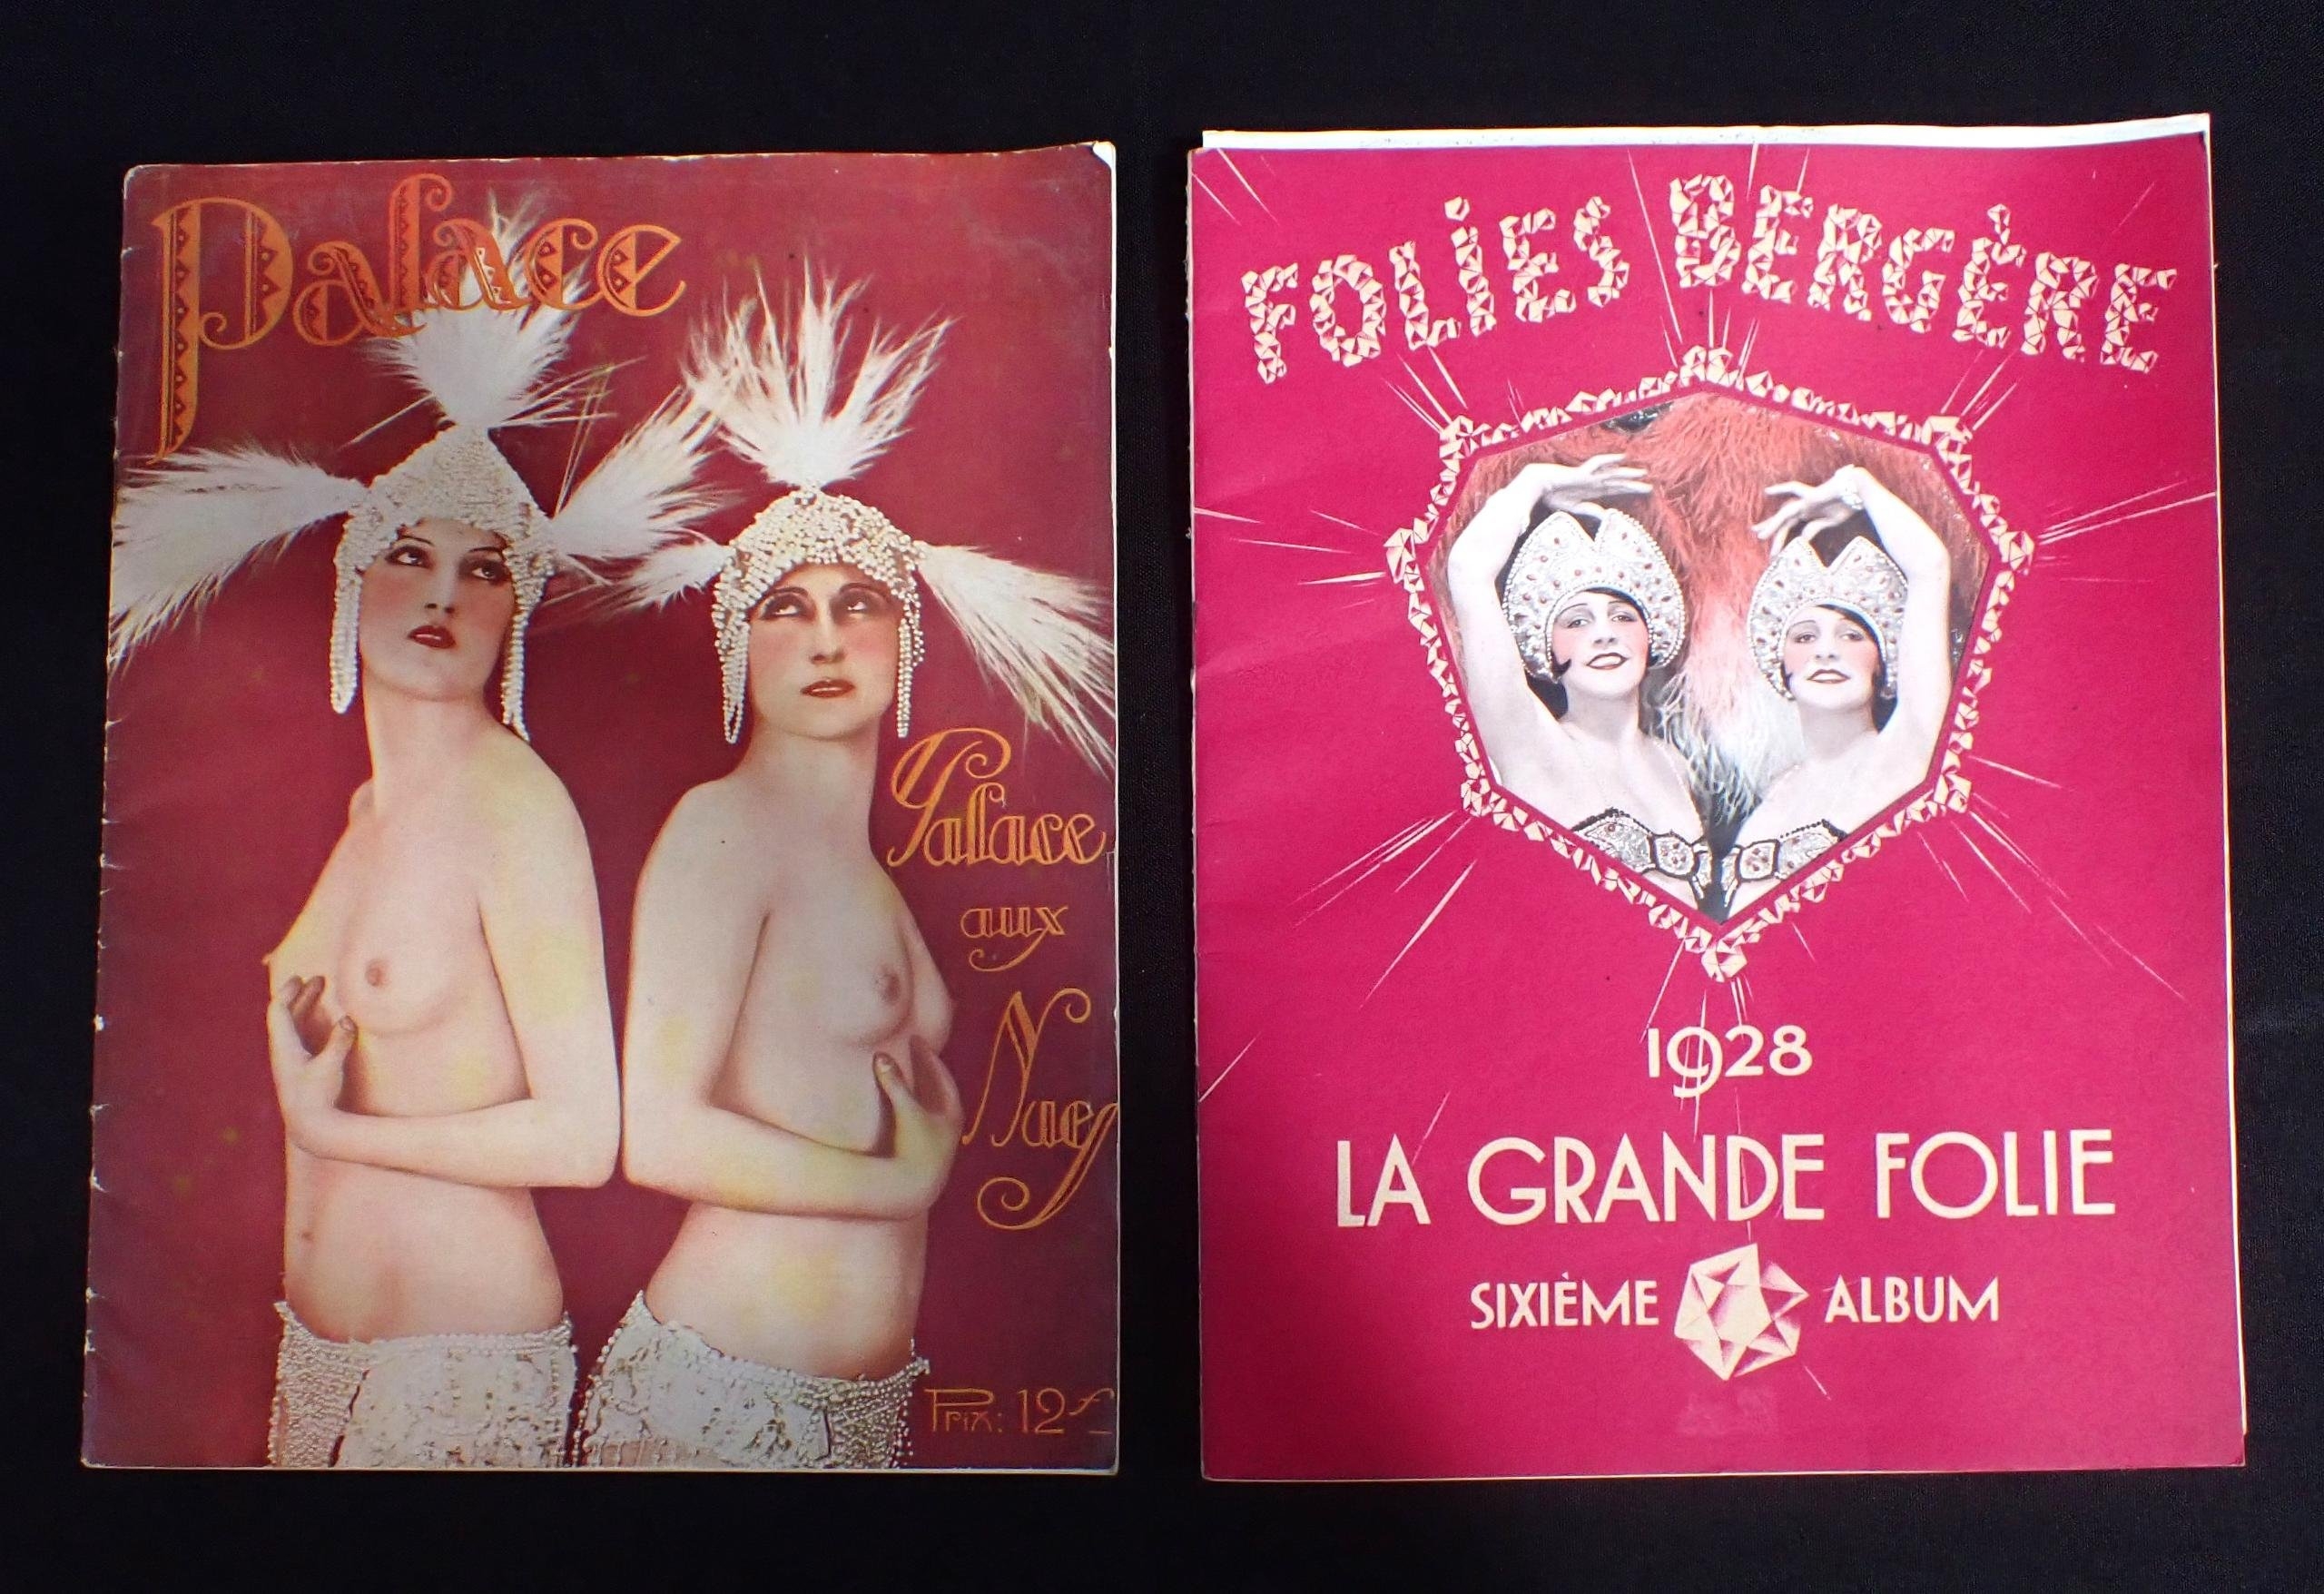 Palace
Palace
aux
Nues
Prix: 12f
FOLiES BERGÈRE
1928
LA GRANDE FOLIE
SIXIÈME ALBUM